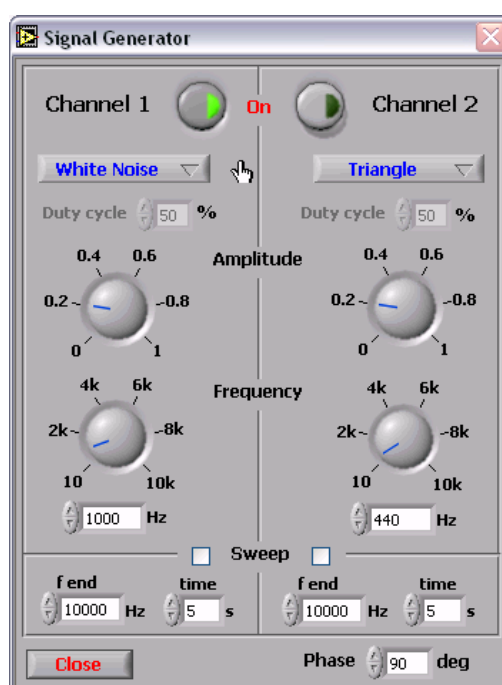 Signal Generator
Channel 1 On Channel 2
White Noise Triangle
Duty cycle 50 % Duty cycle 50 %
Amplitude
0.4 0.6 0.4 0.6
0.2 0.8 0.2 0.8
0 1 0 1
Frequency
4k 6k 4k 6k
2k 8k 2k 8k
10 10k 10 10k
1000 Hz 440 Hz
Sweep
f end time f end time
10000 Hz 5 s 10000 Hz 5 s
Close Phase 90 deg